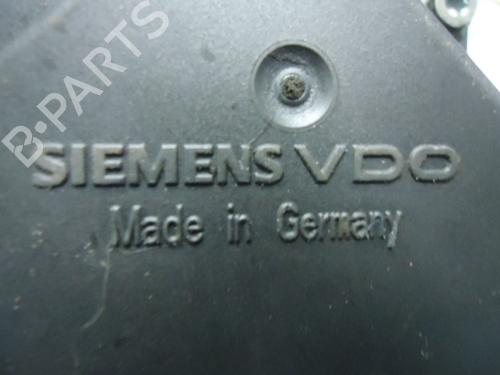 B-PARTS
SIEMENS VDO
Made in Germany